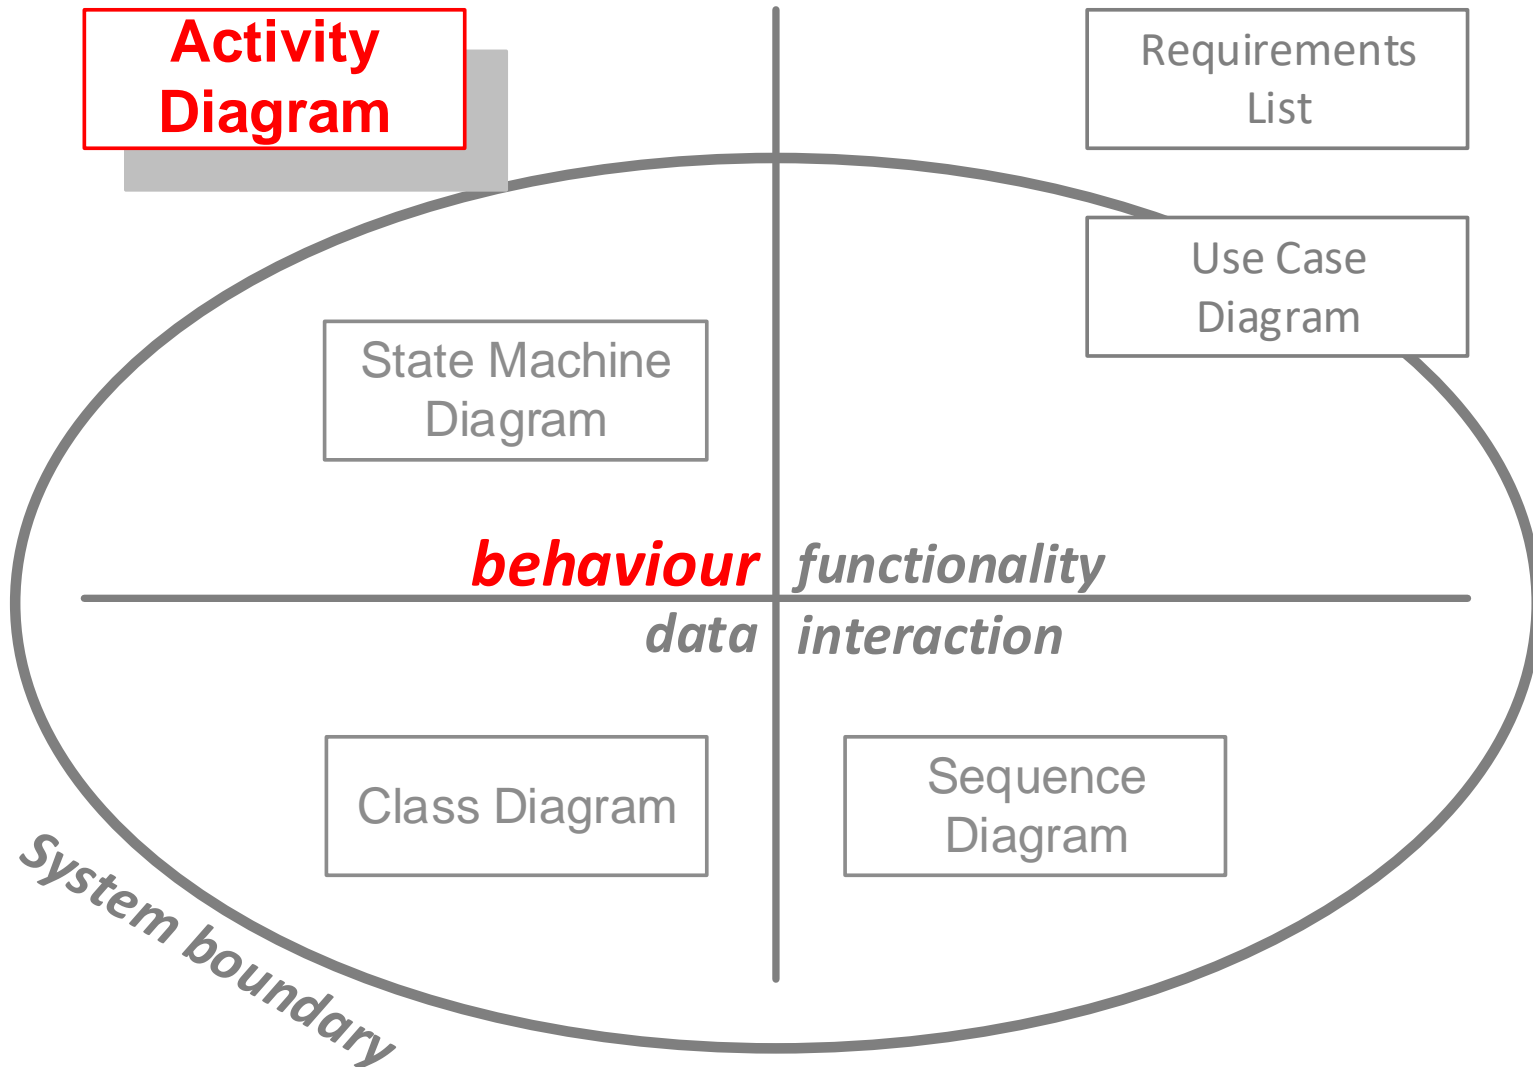 Activity
Diagram
Requirements
List
Use Case
Diagram
State Machine
Diagram
behaviour
functionality
data
interaction
Class Diagram
Sequence
Diagram
System boundary